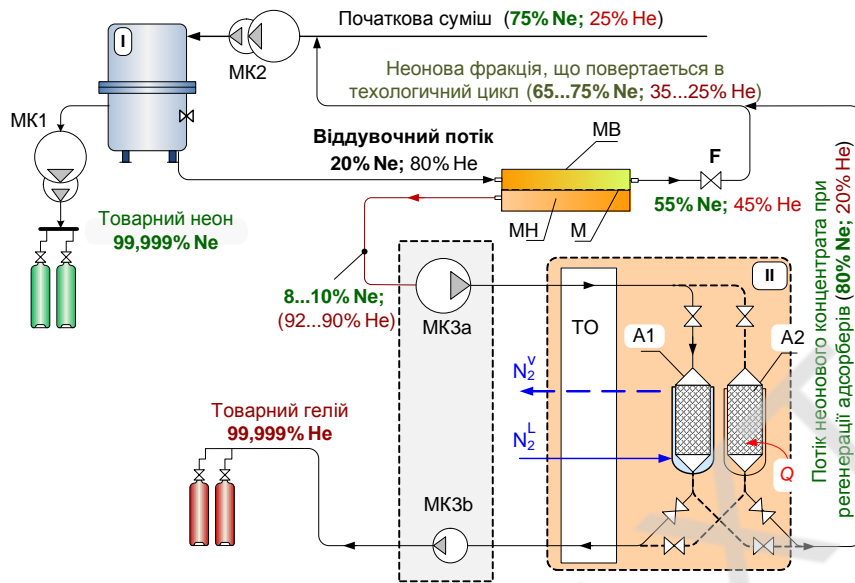 Початкова суміш (75% Ne; 25% He)
I
МК2
Неонова фракція, що повертаеться в
техологичний цикл (65...75% Ne; 35...25% He)
МК1
Віддувочний потік
20% Ne; 80% He
МВ
F
55% Ne; 45% He
МН
М
Товарний неон
99,999% Ne
8...10% Ne;
(92...90% He)
МК3а
ТО
II
А1
А2
N2V
N2L
Q
Товарний гелій
99,999% He
МК3b
Потік неонового концентрата при
регенерації адсорберів (80% Ne; 20% He)